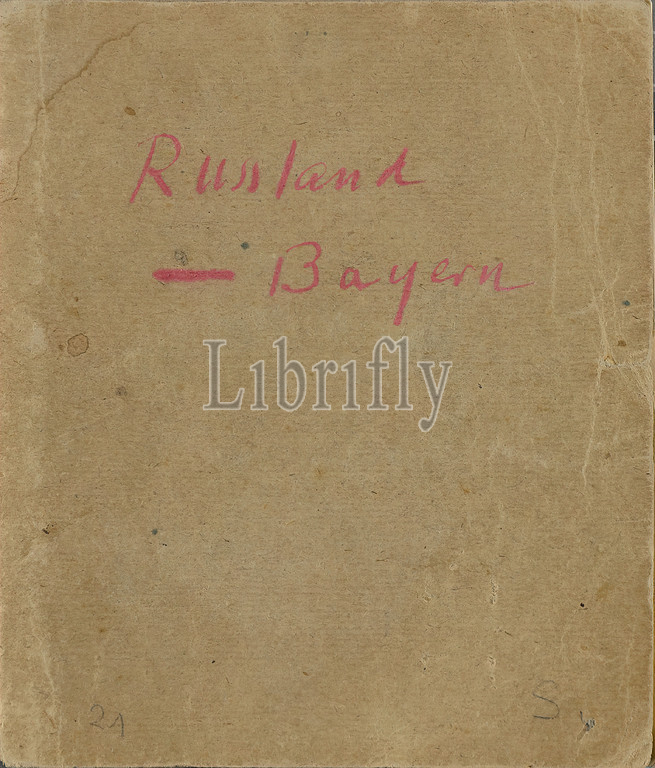 Russland
— Bayern
Librifly
21 S